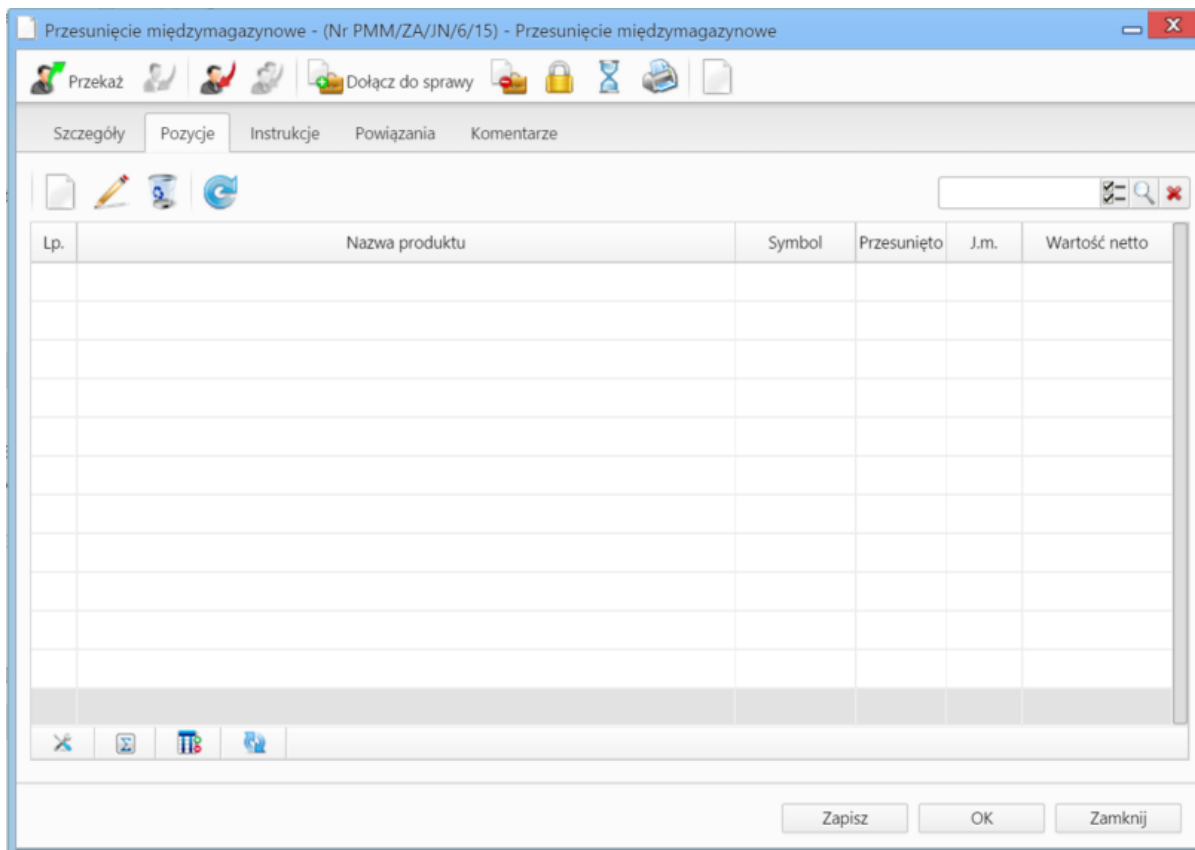 Przesunięcie międzymagazynowe - (Nr PMM/ZA/JN/6/15) - Przesunięcie międzymagazynowe
Przekaż Dołącz do sprawy
Szczegóły Pozycje Instrukcje Powiązania Komentarze
Lp. Nazwa produktu Symbol Przesunięto J.m. Wartość netto
Zapisz OK Zamknij